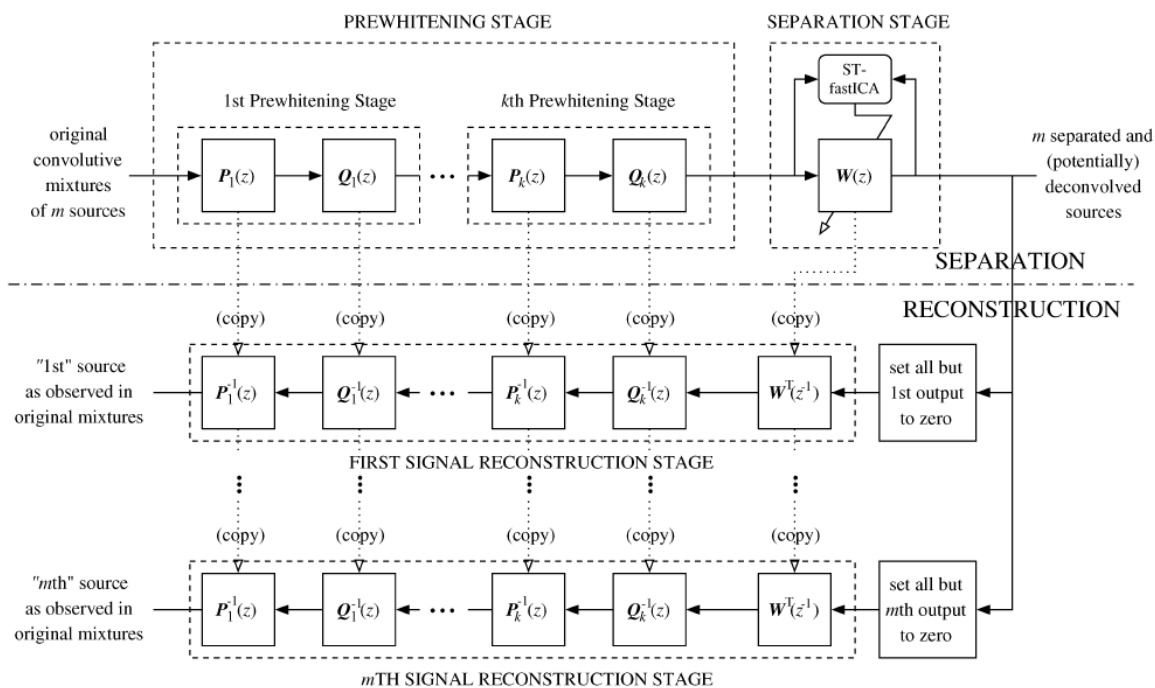 PREWHITENING STAGE
SEPARATION STAGE
1st Prewhitening Stage
kth Prewhitening Stage
ST-
fastICA
original
convolutive
mixtures
of m sources
P₁(z)
Q₁(z)
•••
Pₖ(z)
Qₖ(z)
W(z)
m separated and
(potentially)
deconvolved
sources
SEPARATION
RECONSTRUCTION
(copy)
(copy)
(copy)
(copy)
(copy)
"1st" source
as observed in
original mixtures
P₁⁻¹(z)
Q₁⁻¹(z)
•••
Pₖ⁻¹(z)
Qₖ⁻¹(z)
Wᵀ(z⁻¹)
set all but
1st output
to zero
FIRST SIGNAL RECONSTRUCTION STAGE
(copy)
(copy)
(copy)
(copy)
(copy)
"mth" source
as observed in
original mixtures
P₁⁻¹(z)
Q₁⁻¹(z)
•••
Pₖ⁻¹(z)
Qₖ⁻¹(z)
Wᵀ(z⁻¹)
set all but
mth output
to zero
mTH SIGNAL RECONSTRUCTION STAGE